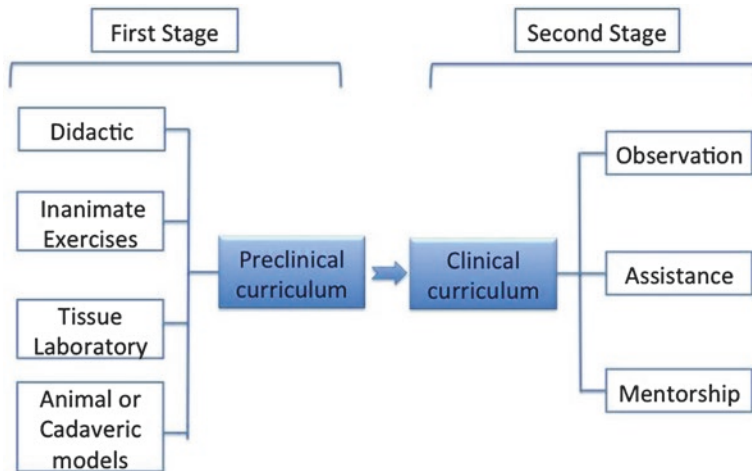 First Stage
Second Stage
Didactic
Inanimate
Exercises
Tissue
Laboratory
Animal or
Cadaveric
models
Preclinical
curriculum
Clinical
curriculum
Observation
Assistance
Mentorship